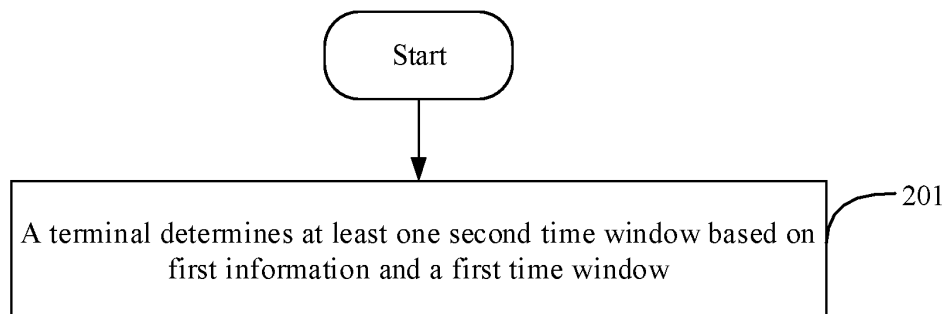 Start
A terminal determines at least one second time window based on
first information and a first time window
201